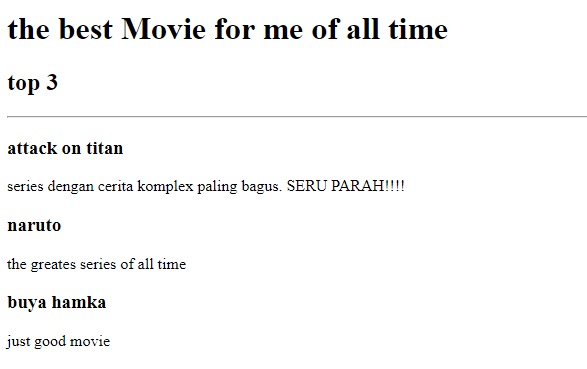 the best Movie for me of all time
top 3
attack on titan
series dengan cerita komplex paling bagus. SERU PARAH!!!!
naruto
the greates series of all time
buya hamka
just good movie